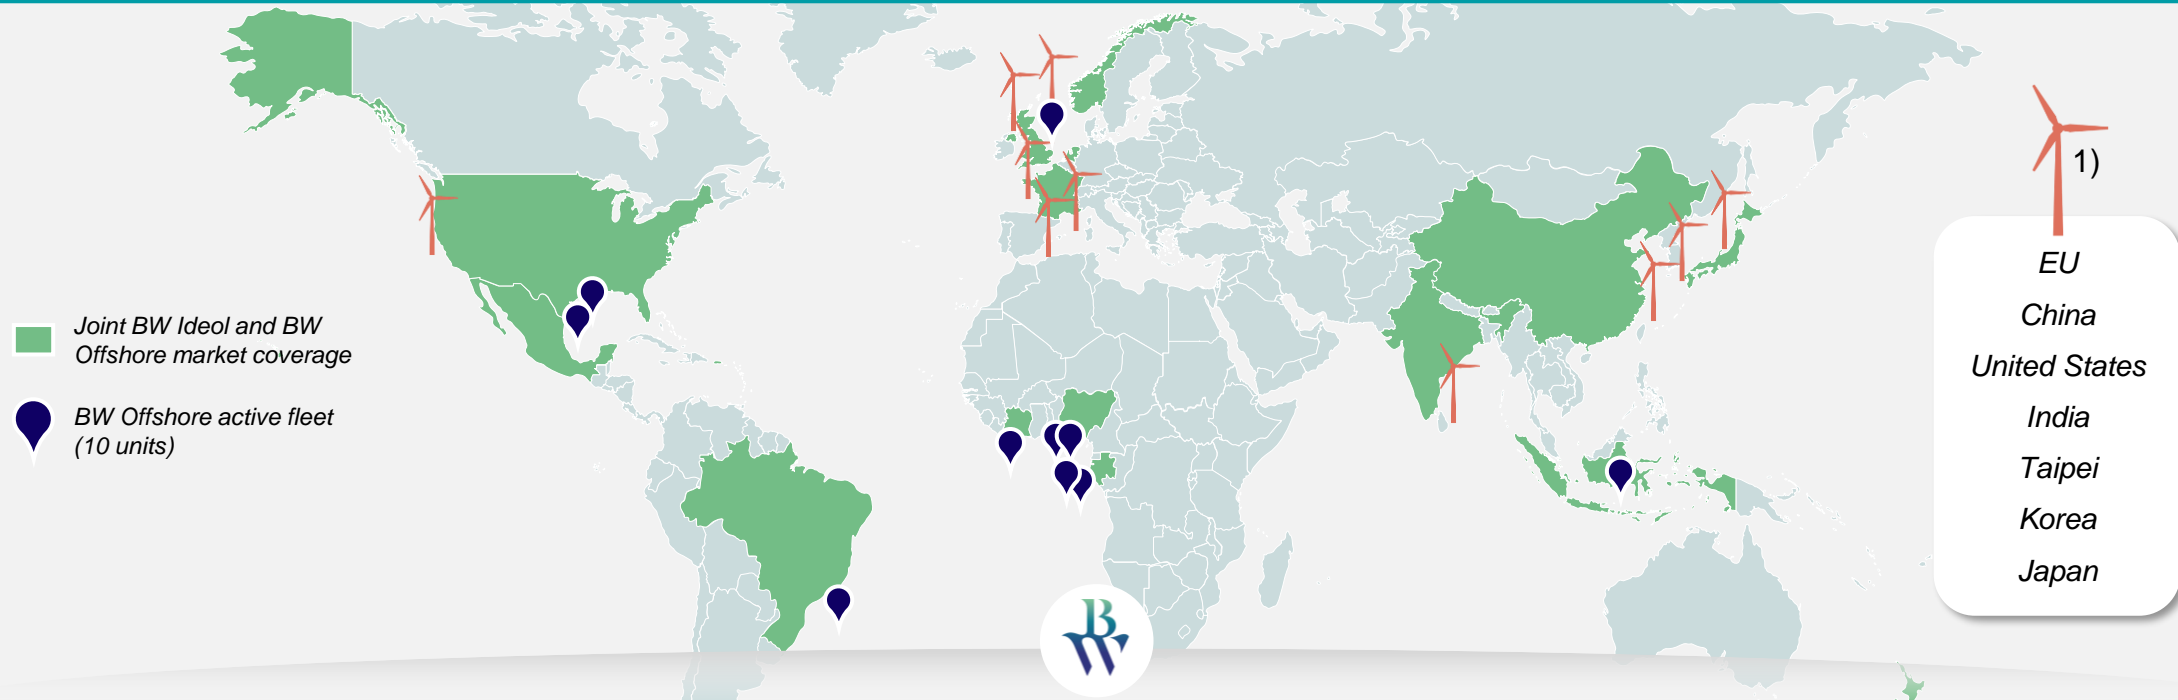 Joint BW Ideol and BW
Offshore market coverage
BW Offshore active fleet
(10 units)
1)
EU
China
United States
India
Taipei
Korea
Japan
BW